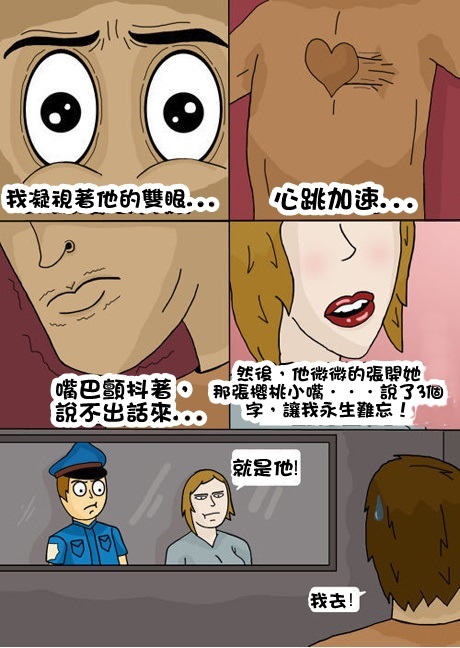 我凝視著他的雙眼...
心跳加速...
嘴巴顫抖著，
說不出話來...
然後，他微微的張開她
那張櫻桃小嘴．．．說了3個
字，讓我永生難忘！
就是他!
我去!